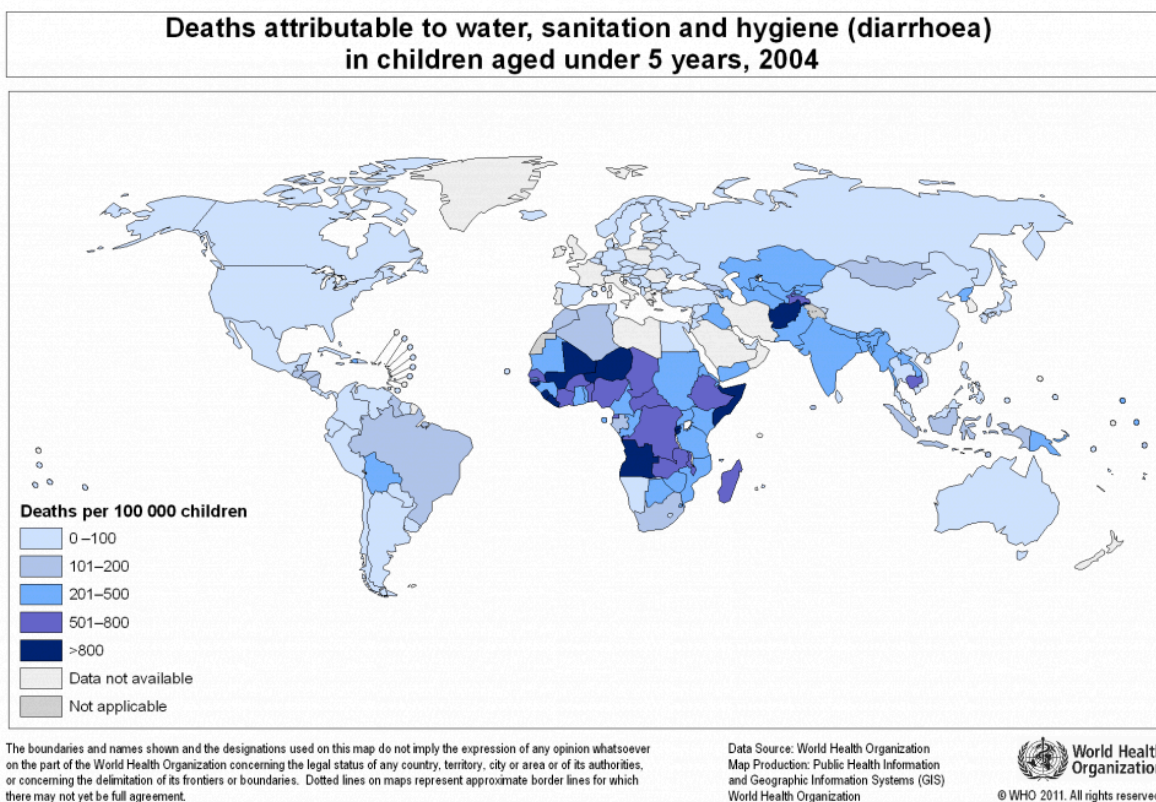 Deaths attributable to water, sanitation and hygiene (diarrhoea)
in children aged under 5 years, 2004
Deaths per 100 000 children
0–100
101–200
201–500
501–800
>800
Data not available
Not applicable
The boundaries and names shown and the designations used on this map do not imply the expression of any opinion whatsoever
on the part of the World Health Organization concerning the legal status of any country, territory, city or area or of its authorities,
or concerning the delimitation of its frontiers or boundaries. Dotted lines on maps represent approximate border lines for which
there may not yet be full agreement.
Data Source: World Health Organization
Map Production: Public Health Information
and Geographic Information Systems (GIS)
World Health Organization
World Health
Organization
© WHO 2011. All rights reserved